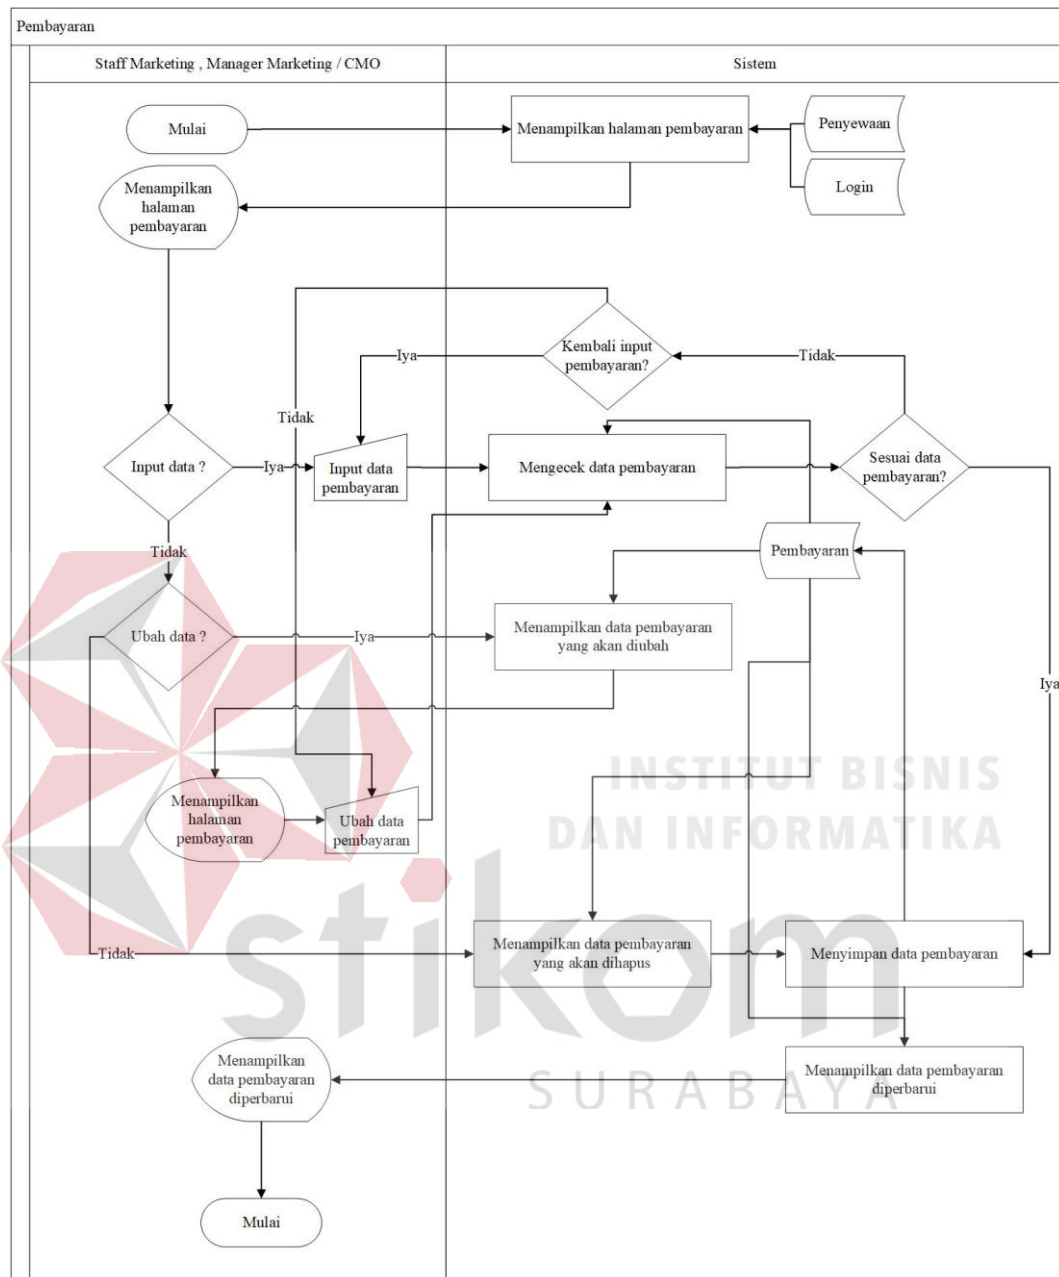 Pembayaran
Staff Marketing , Manager Marketing / CMO
Sistem
Mulai
Menampilkan halaman pembayaran
Penyewaan
Login
Menampilkan
halaman
pembayaran
Kembali input
pembayaran?
Iya
Tidak
Tidak
Input data ?
Iya
Input data
pembayaran
Mengecek data pembayaran
Sesuai data
pembayaran?
Tidak
Pembayaran
Ubah data ?
Iya
Menampilkan data pembayaran
yang akan diubah
Iya
INSTITUT BISNIS
DAN INFORMATIKA
Menampilkan
halaman
pembayaran
Ubah data
pembayaran
stikom
SURABAYA
Tidak
Menampilkan data pembayaran
yang akan dihapus
Menyimpan data pembayaran
Menampilkan
data pembayaran
diperbarui
Menampilkan data pembayaran
diperbarui
Mulai